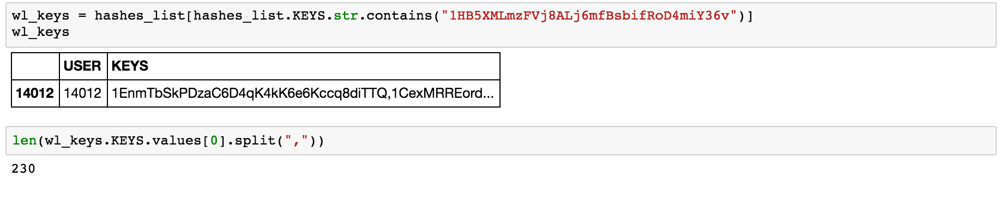 wl_keys = hashes_list[hashes_list.KEYS.str.contains("1HB5XMLmzFVj8ALj6mfBsbifRoD4miY36v")]
wl_keys
USER KEYS
14012 14012 1EnmTbSkPDzaC6D4qK4kK6e6Kccq8diTTQ,1CexMRREord...
len(wl_keys.KEYS.values[0].split(","))
230